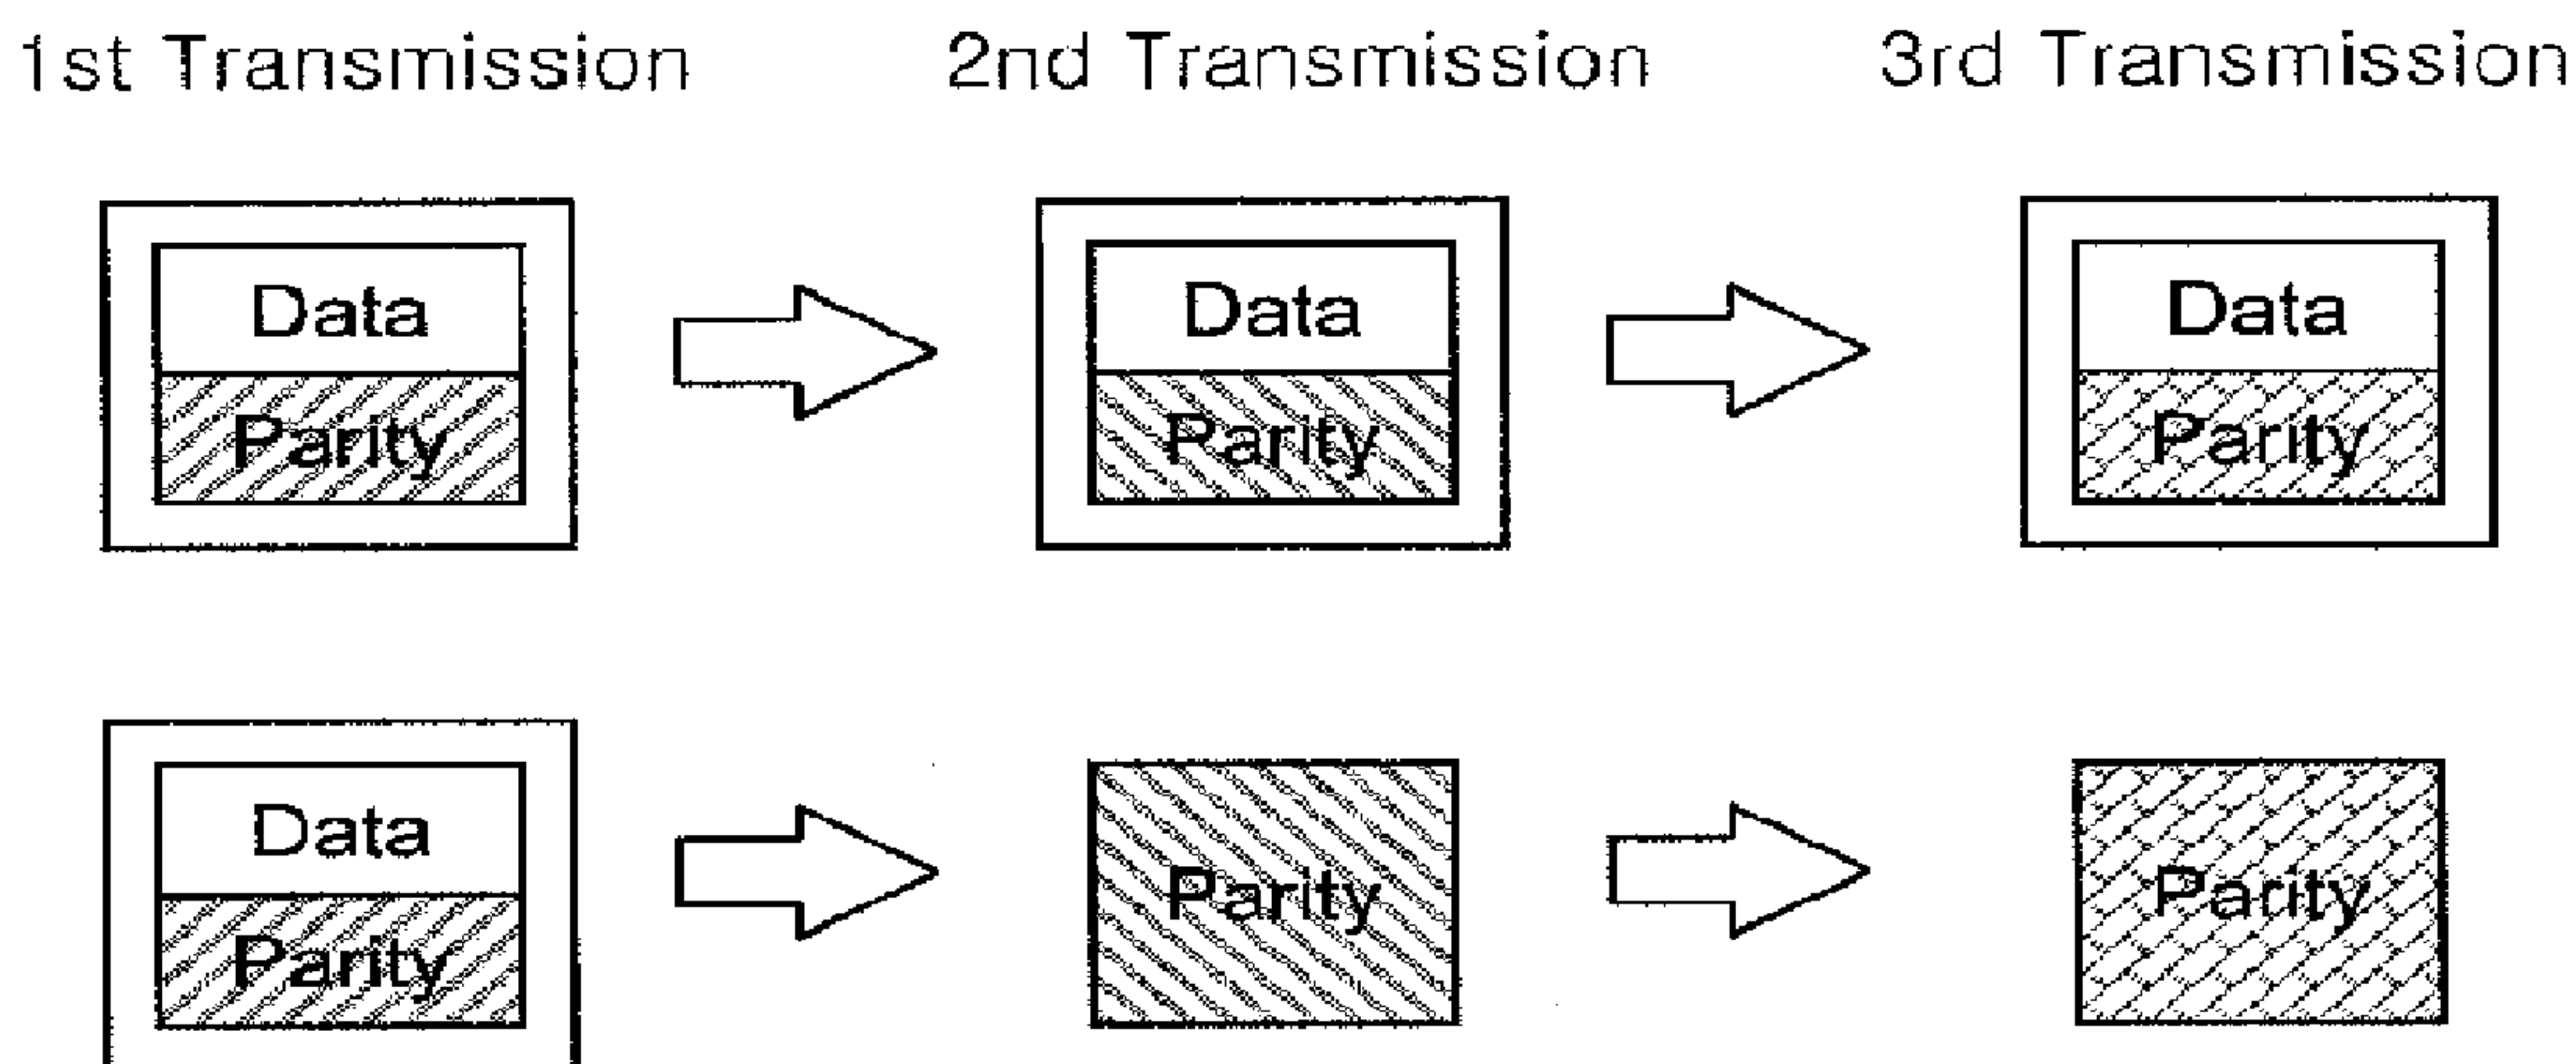 1st Transmission 2nd Transmission 3rd Transmission
Data Data Data
Parity Parity Parity
Data
Parity Parity Parity